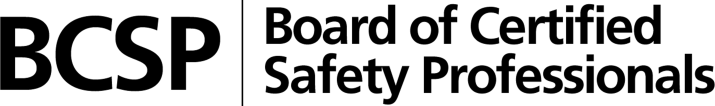 BCSP
Board of Certified
Safety Professionals